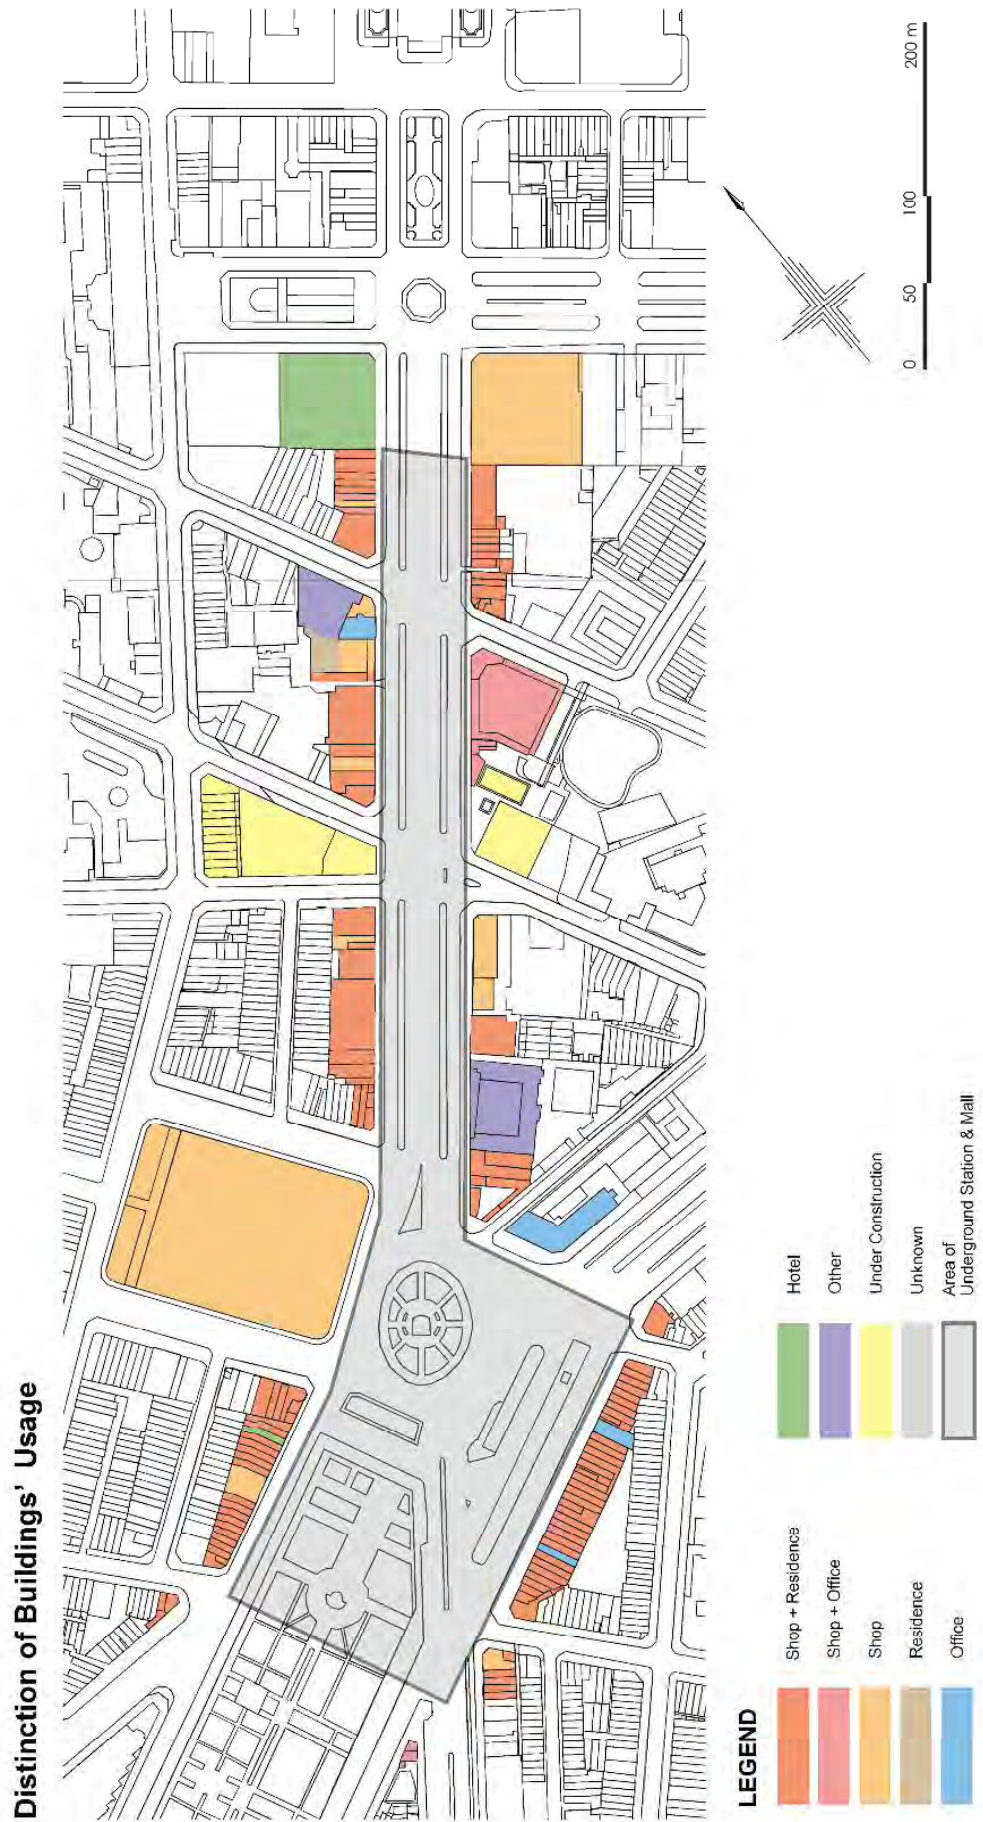 Distinction of Buildings' Usage
LEGEND
Shop + Residence
Shop + Office
Shop
Residence
Office
Hotel
Other
Under Construction
Unknown
Area of
Underground Station & Mall
0 50 100 200 m